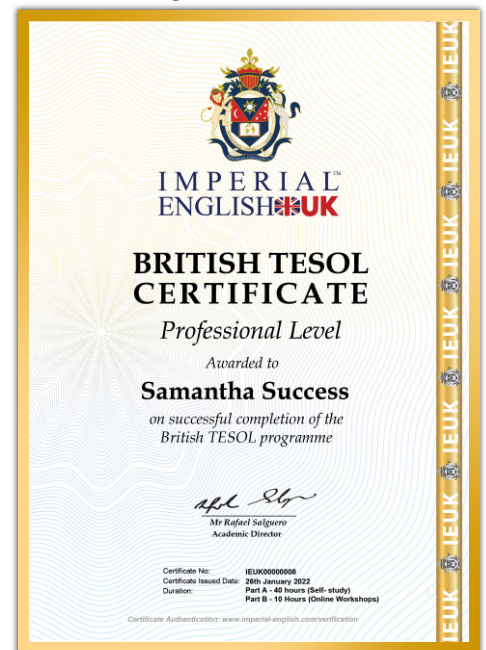 IMPERIAL™
ENGLISH UK
BRITISH TESOL
CERTIFICATE
Professional Level
Awarded to
Samantha Success
on successful completion of the
British TESOL programme
Mr Rafael Salguero
Academic Director
Certificate No: IEUK00000008
Certificate Issued Date: 26th January 2022
Duration: Part A - 40 hours (Self- study)
Part B - 10 Hours (Online Workshops)
Certificate Authentication: www.imperial-english.com/verification
IEUK IEUK IEUK IEUK IEUK IEUK IEUK